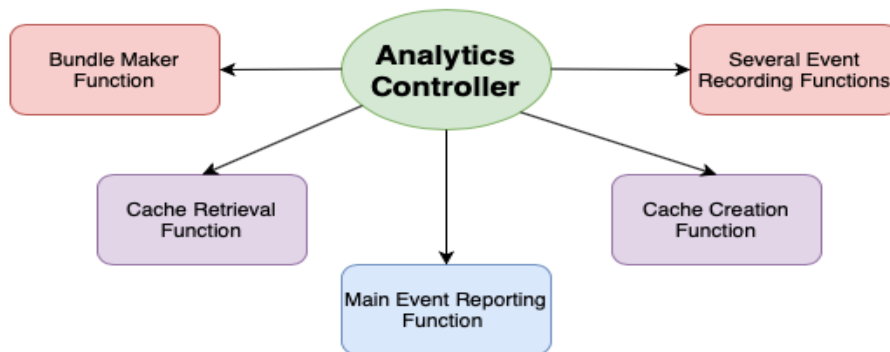 Analytics
Controller
Bundle Maker
Function
Several Event
Recording Functions
Cache Retrieval
Function
Cache Creation
Function
Main Event Reporting
Function